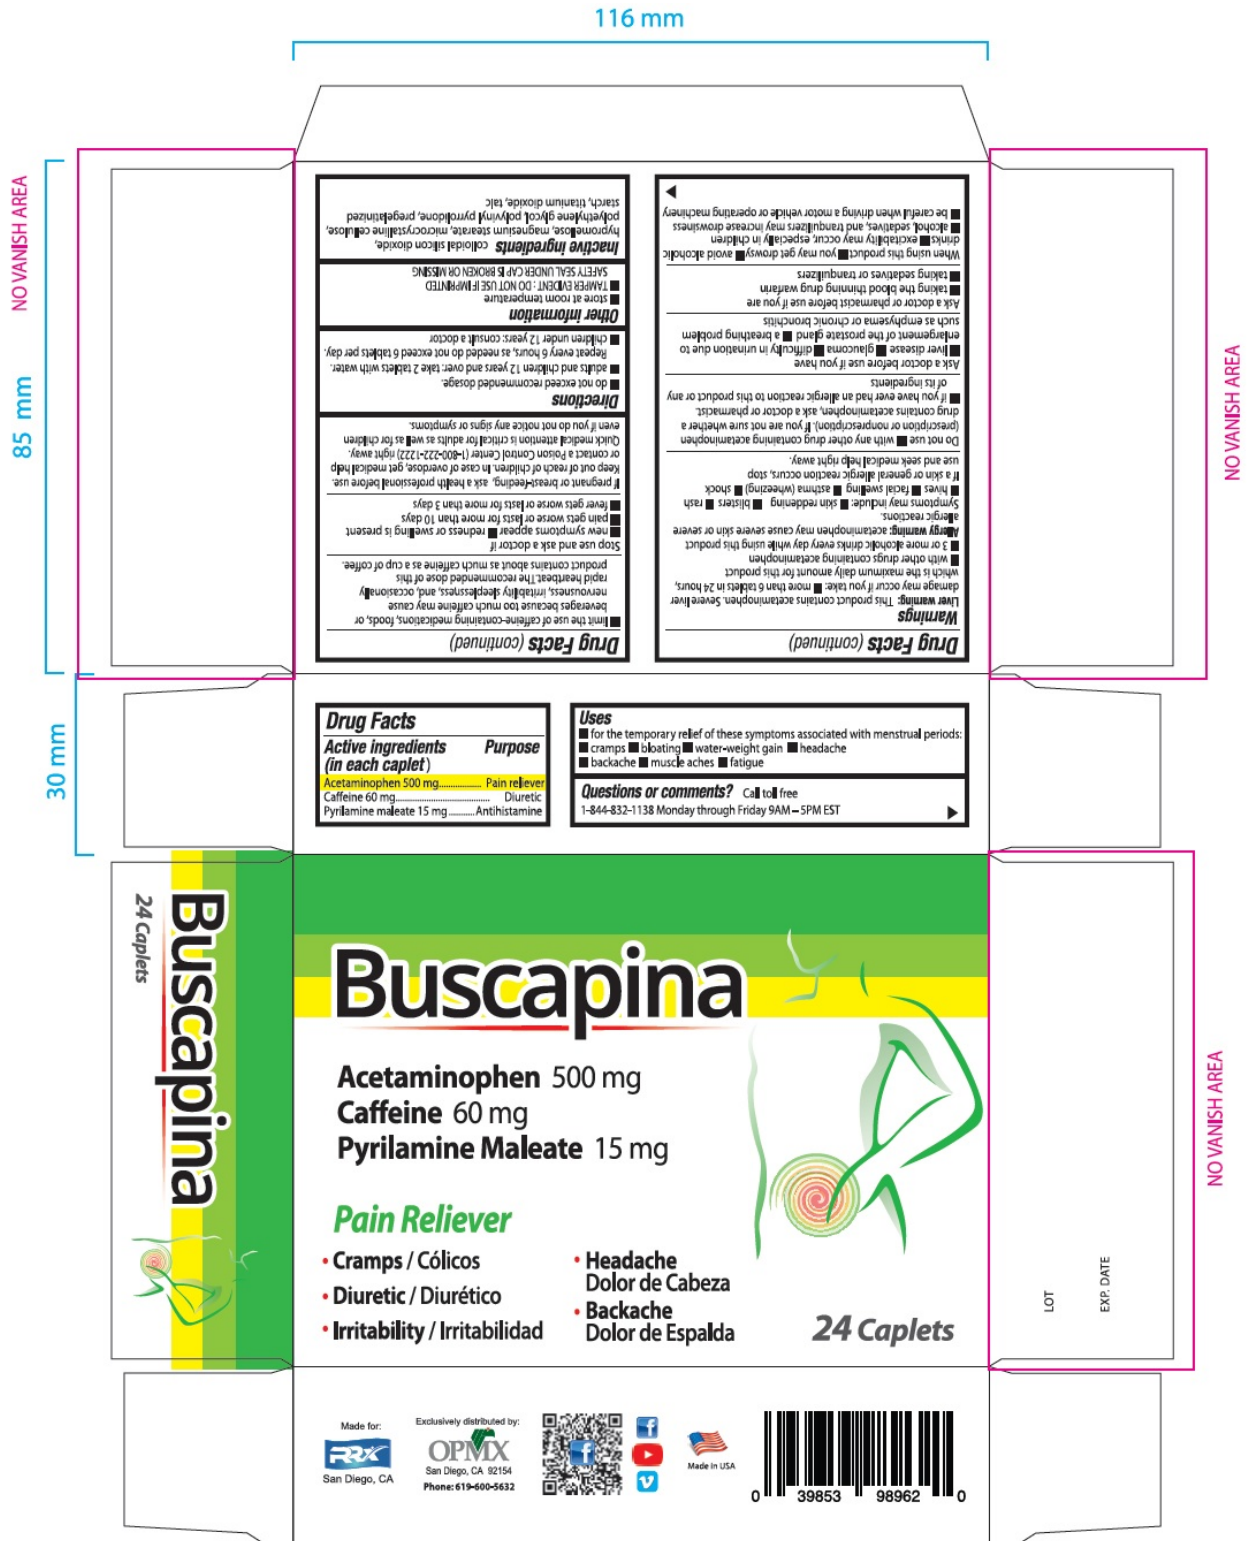 116 mm
NO VANISH AREA
85 mm
30 mm
NO VANISH AREA
NO VANISH AREA
Drug Facts (continued)
Warnings
Liver warning: This product contains acetaminophen. Severe liver
damage may occur if you take: ■ more than 6 tablets in 24 hours,
which is the maximum daily amount for this product
■ with other drugs containing acetaminophen
■ 3 or more alcoholic drinks every day while using this product
Allergy warning: acetaminophen may cause severe skin or severe
allergic reactions.
Symptoms may include: ■ skin reddening ■ blisters ■ rash
■ hives ■ facial swelling ■ asthma (wheezing) ■ shock
If a skin or general allergic reaction occurs, stop
use and seek medical help right away.
Do not use ■ with any other drug containing acetaminophen
(prescription or nonprescription). If you are not sure whether a
drug contains acetaminophen, ask a doctor or pharmacist.
■ if you have ever had an allergic reaction to this product or any
of its ingredients
Ask a doctor before use if you have
■ liver disease ■ glaucoma ■ difficulty in urination due to
enlargement of the prostate gland ■ a breathing problem
such as emphysema or chronic bronchitis
Ask a doctor or pharmacist before use if you are
■ taking the blood thinning drug warfarin
■ taking sedatives or tranquilizers
When using this product ■ you may get drowsy ■ avoid alcoholic
drinks ■ excitability may occur, especially in children
■ alcohol, sedatives, and tranquilizers may increase drowsiness
■ be careful when driving a motor vehicle or operating machinery
Drug Facts (continued)
■ limit the use of caffeine-containing medications, foods, or
beverages because too much caffeine may cause
nervousness, irritability sleeplessness, and, occasionally
rapid heartbeat. The recommended dose of this
product contains about as much caffeine as a cup of coffee.
Stop use and ask a doctor if
■ new symptoms appear ■ redness or swelling is present
■ pain gets worse or lasts for more than 10 days
■ fever gets worse or lasts for more than 3 days
If pregnant or breast-feeding, ask a health professional before use.
Keep out of reach of children. In case of overdose, get medical help
or contact a Poison Control Center (1-800-222-1222) right away.
Quick medical attention is critical for adults as well as for children
even if you do not notice any signs or symptoms.
Directions
■ do not exceed recommended dosage.
■ adults and children 12 years and over: take 2 tablets with water.
Repeat every 6 hours, as needed do not exceed 6 tablets per day.
■ children under 12 years: consult a doctor
Other information
■ store at room temperature
■ TAMPER EVIDENT : DO NOT USE IF IMPRINTED
SAFETY SEAL UNDER CAP IS BROKEN OR MISSING
Inactive ingredients colloidal silicon dioxide,
hypromellose, magnesium stearate, microcrystalline cellulose,
polyethylene glycol, polyvinyl pyrrolidone, pregelatinized
starch, titanium dioxide, talc
Drug Facts
Active ingredients Purpose
(in each caplet)
Acetaminophen 500 mg.................. Pain reliever
Caffeine 60 mg........................................ Diuretic
Pyrilamine maleate 15 mg ...........Antihistamine
Uses
■ for the temporary relief of these symptoms associated with menstrual periods:
■ cramps ■ bloating ■ water-weight gain ■ headache
■ backache ■ muscle aches ■ fatigue
Questions or comments? Call toll free
1-844-832-1138 Monday through Friday 9AM – 5PM EST
Buscapina
24 Caplets
Buscapina
Acetaminophen 500 mg
Caffeine 60 mg
Pyrilamine Maleate 15 mg
Pain Reliever
• Cramps / Cólicos
• Diuretic / Diurético
• Irritability / Irritabilidad
• Headache
Dolor de Cabeza
• Backache
Dolor de Espalda
24 Caplets
LOT
EXP. DATE
Made for:
RRX
San Diego, CA
Exclusively distributed by:
OPMX
San Diego, CA 92154
Phone: 619-600-5632
Made In USA
0 39853 98962 0